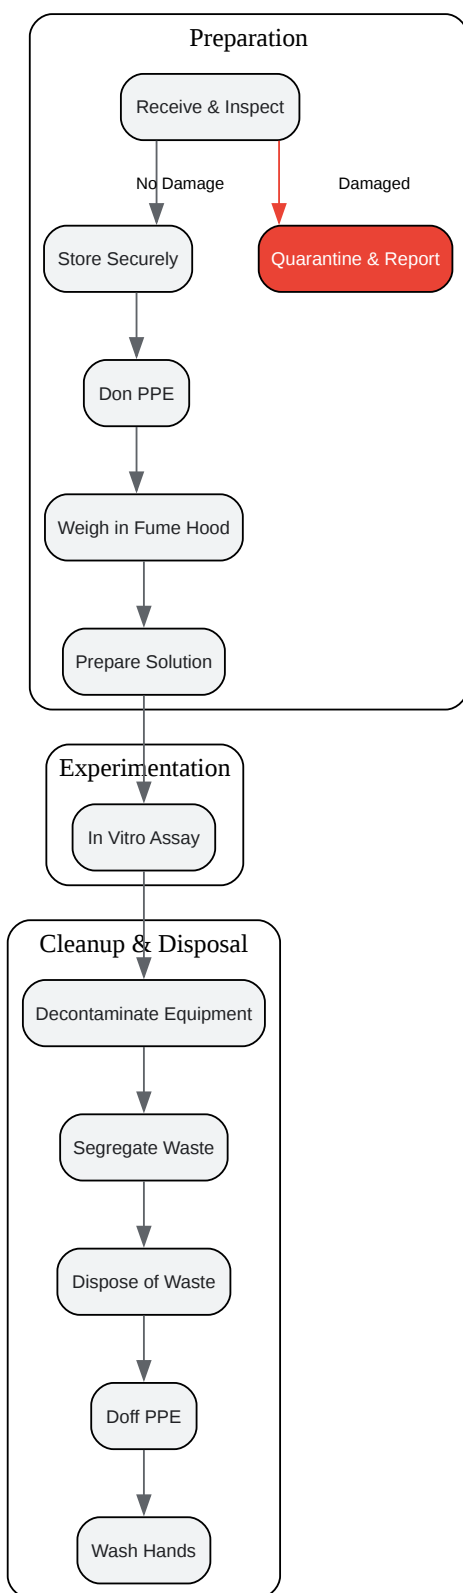 Preparation
Receive & Inspect
No Damage
Damaged
Store Securely
Quarantine & Report
Don PPE
Weigh in Fume Hood
Prepare Solution
Experimentation
In Vitro Assay
Cleanup & Disposal
Decontaminate Equipment
Segregate Waste
Dispose of Waste
Doff PPE
Wash Hands